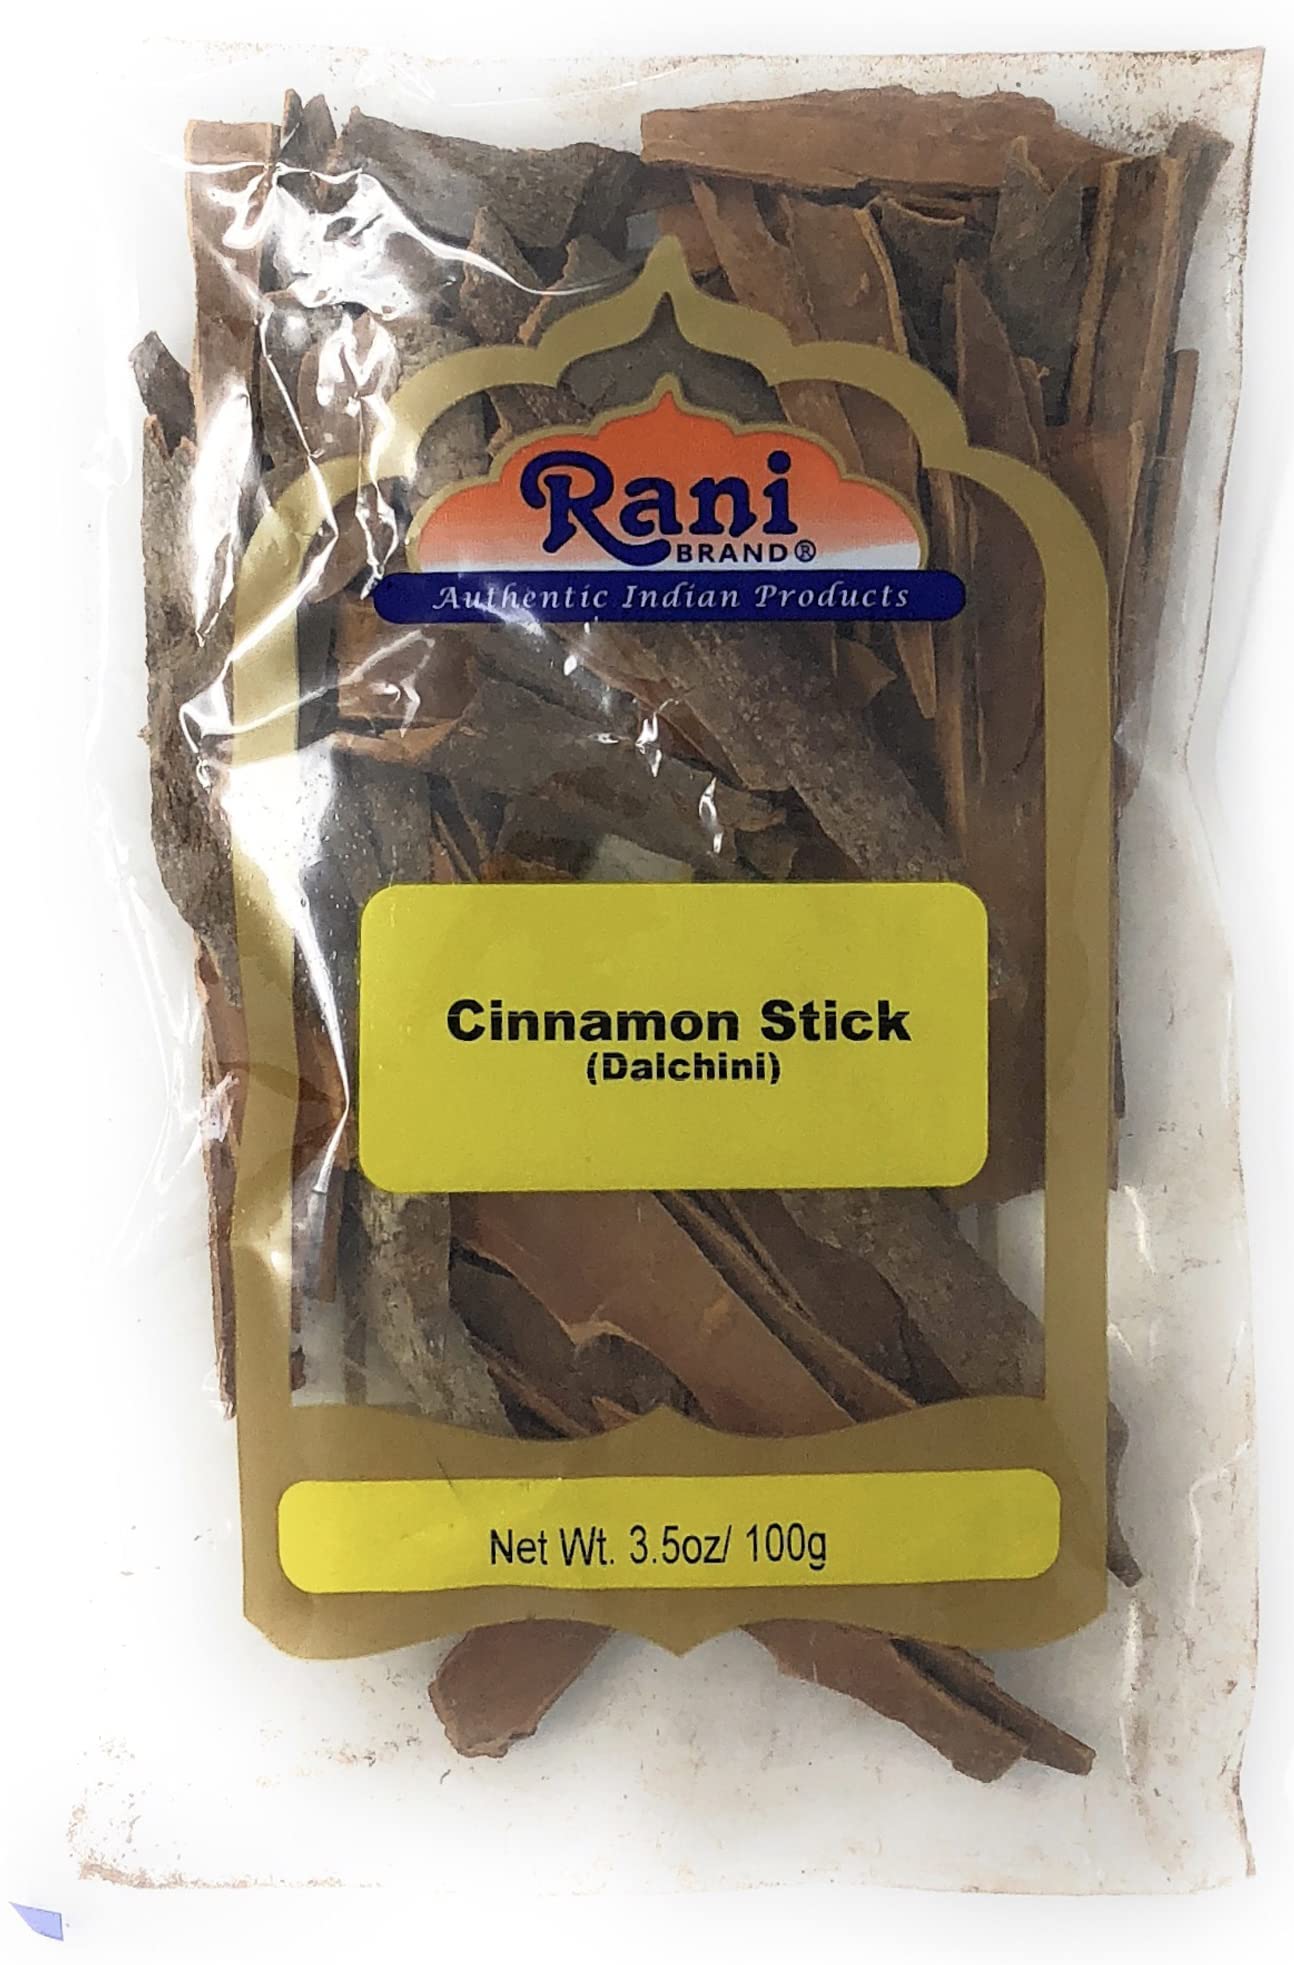 Rani
BRAND®
Authentic Indian Products
Cinnamon Stick
(Dalchini)
Net Wt. 3.5oz/ 100g